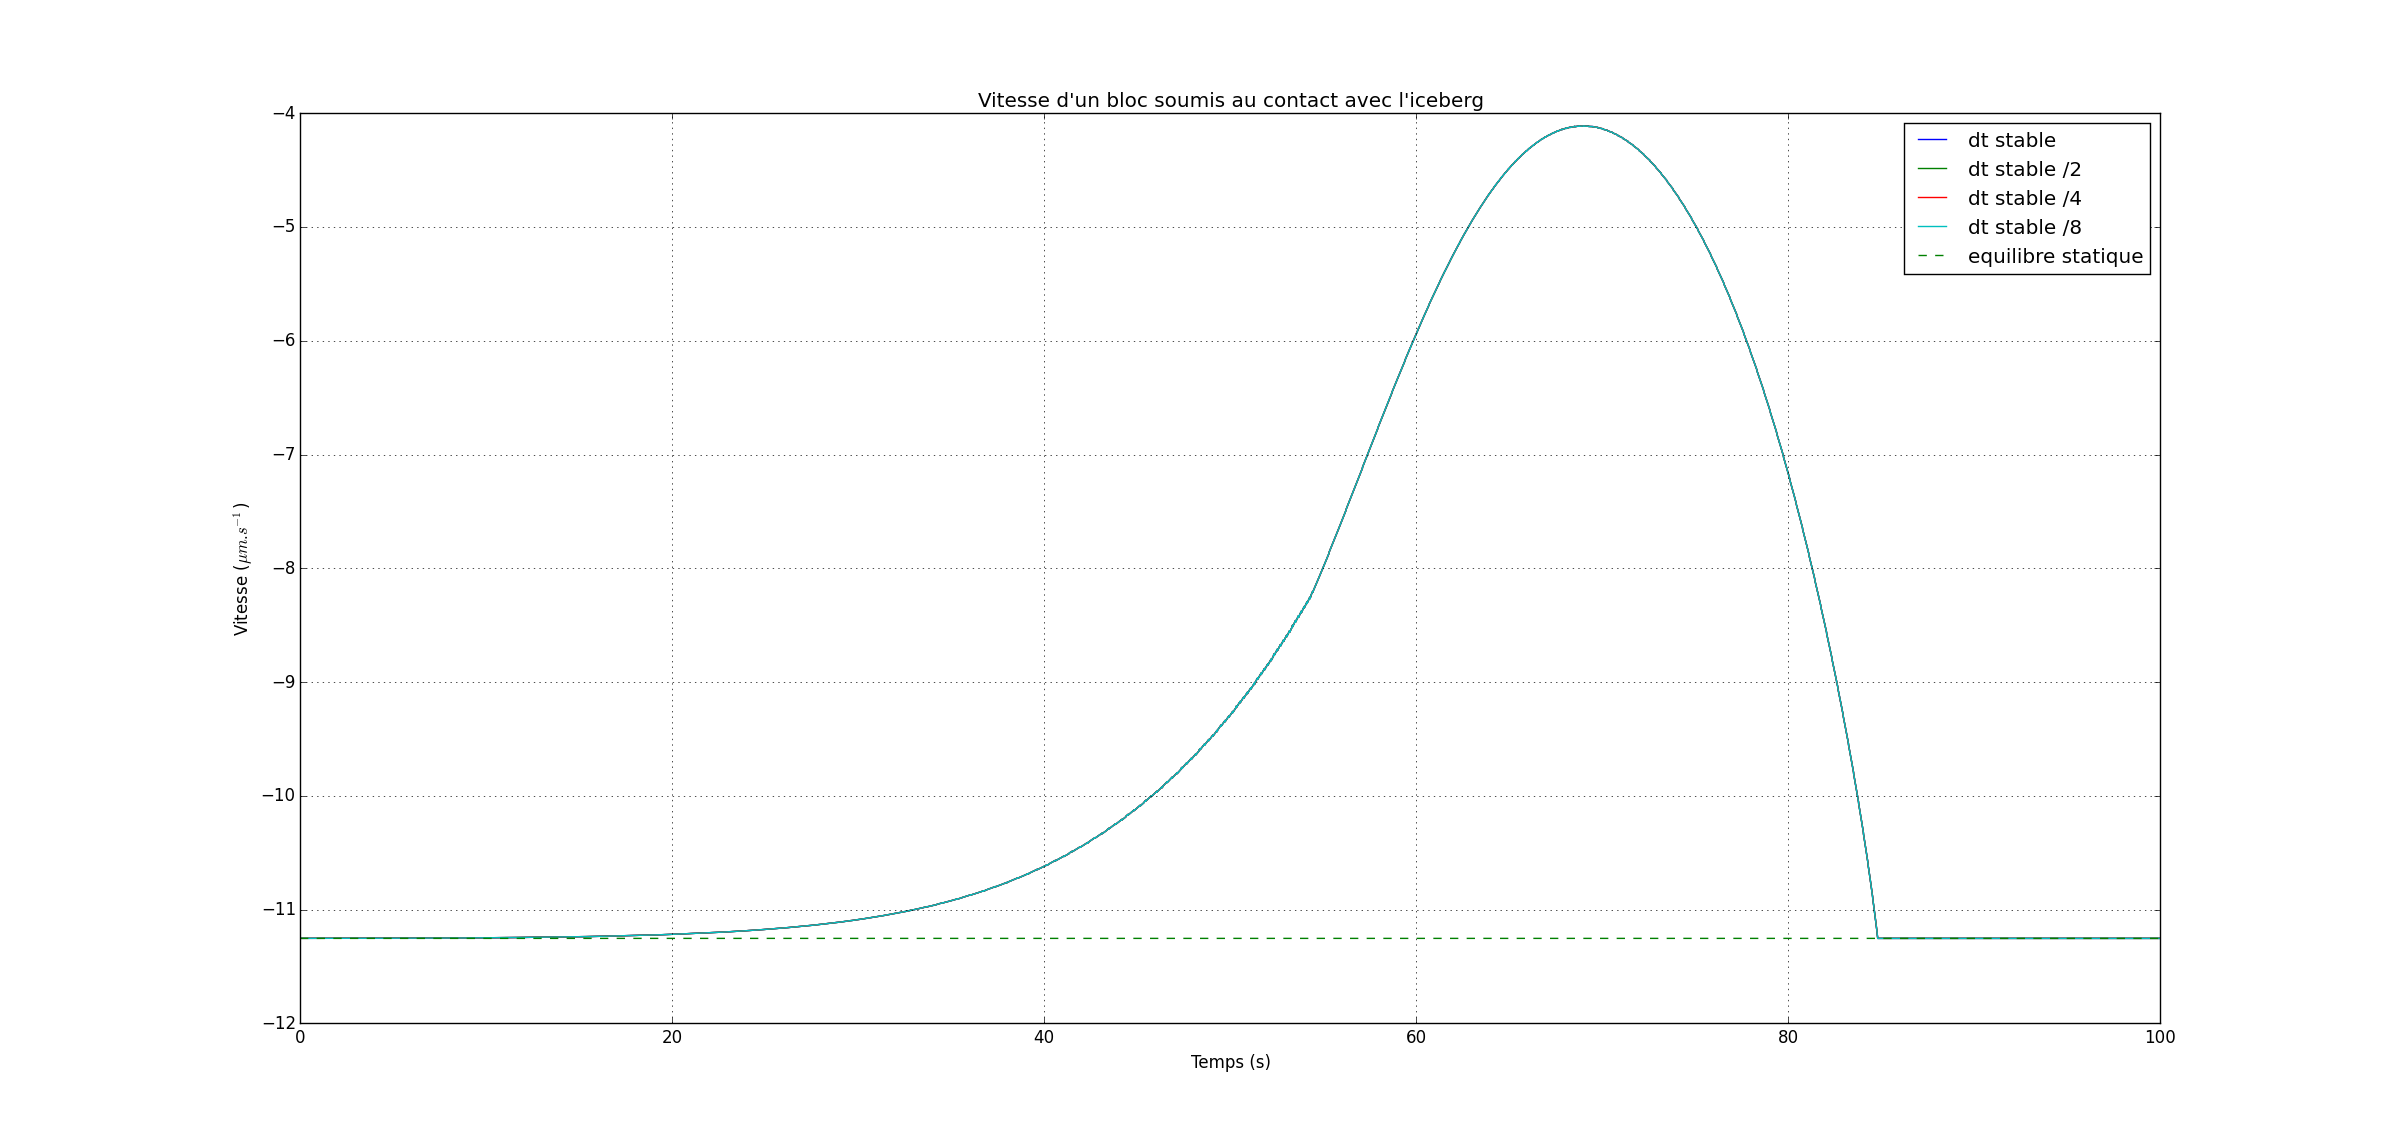 Vitesse d'un bloc soumis au contact avec l'iceberg
−4
−5
−6
−7
−8
−9
−10
−11
−12
Vitesse (μm.s⁻¹)
dt stable
dt stable /2
dt stable /4
dt stable /8
equilibre statique
0 20 40 60 80 100
Temps (s)